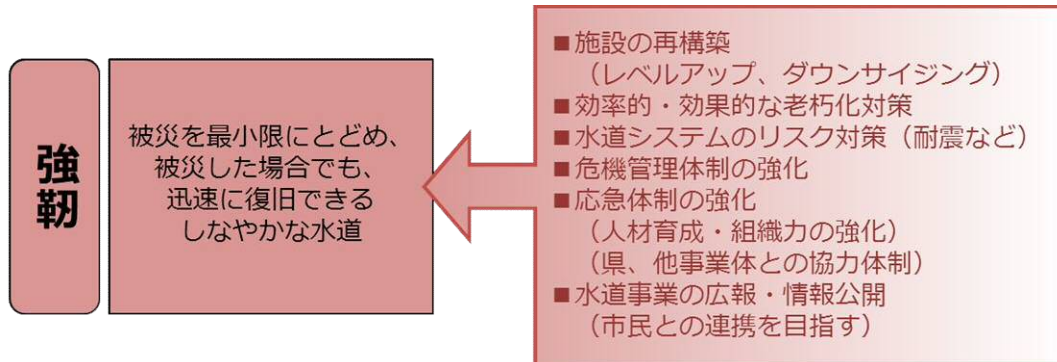 強靭
被災を最小限にとどめ、
被災した場合でも、
迅速に復旧できる
しなやかな水道
■施設の再構築
（レベルアップ、ダウンサイジング）
■効率的・効果的な老朽化対策
■水道システムのリスク対策（耐震など）
■危機管理体制の強化
■応急体制の強化
（人材育成・組織力の強化）
（県、他事業体との協力体制）
■水道事業の広報・情報公開
（市民との連携を目指す）